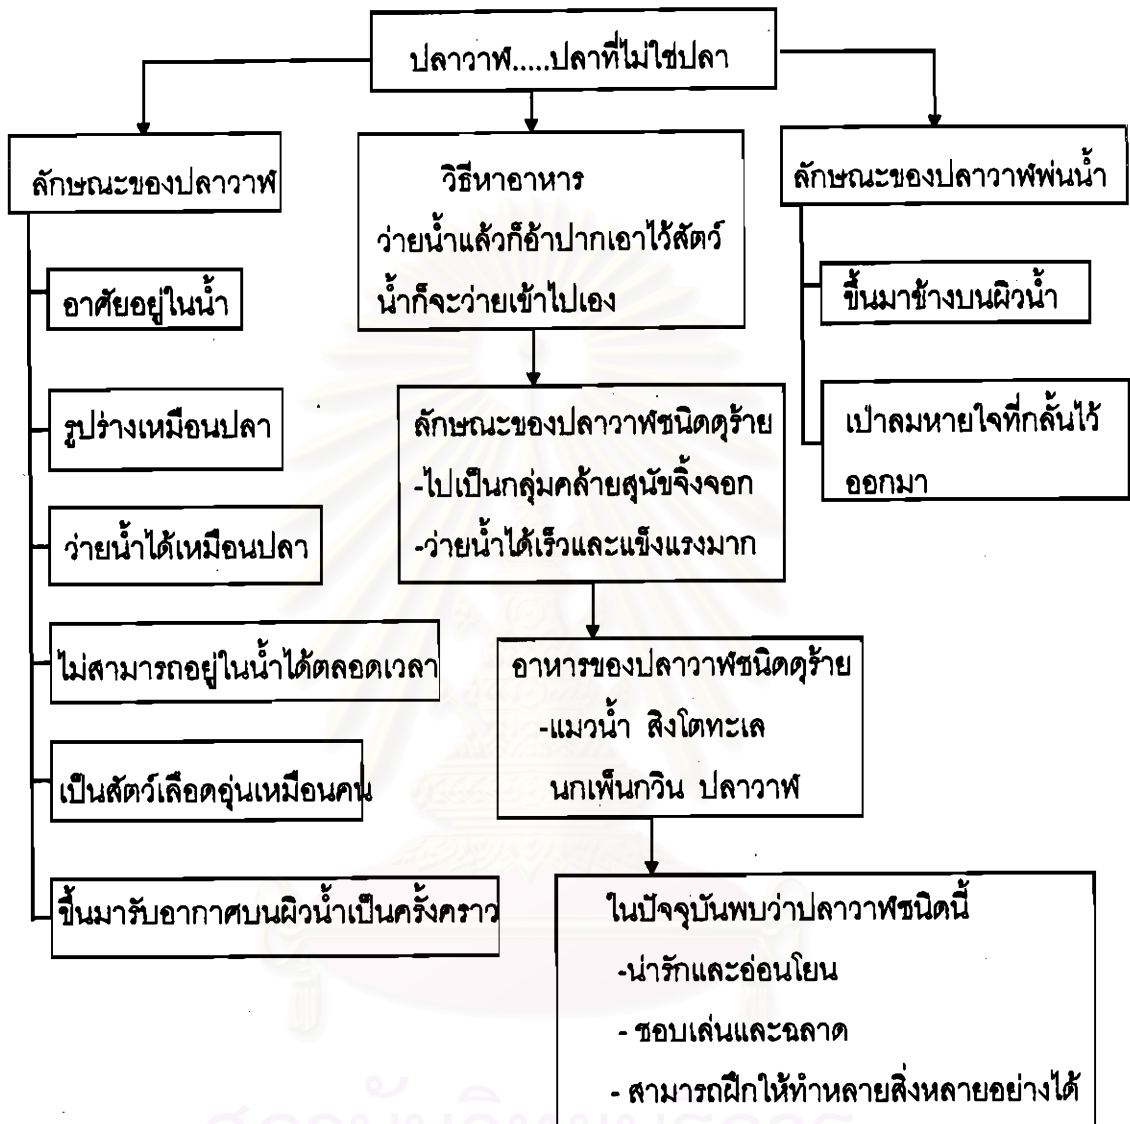 ปลาวาฬ.....ปลาที่ไม่ใช่ปลา
ลักษณะของปลาวาฬ
อาศัยอยู่ในน้ำ
รูปร่างเหมือนปลา
ว่ายน้ำได้เหมือนปลา
ไม่สามารถอยู่ในน้ำได้ตลอดเวลา
เป็นสัตว์เลือดอุ่นเหมือนคน
ขึ้นมารับอากาศบนผิวน้ำเป็นครั้งคราว
วิธีหาอาหาร
ว่ายน้ำแล้วก็อ้าปากเอาไว้สัตว์
น้ำก็จะว่ายเข้าไปเอง
ลักษณะของปลาวาฬชนิดดุร้าย
-ไปเป็นกลุ่มคล้ายสุนัขจิ้งจอก
-ว่ายน้ำได้เร็วและแข็งแรงมาก
อาหารของปลาวาฬชนิดดุร้าย
-แมวน้ำ สิงโตทะเล
นกเพ็นกวิน ปลาวาฬ
ในปัจจุบันพบว่าปลาวาฬชนิดนี้
-น่ารักและอ่อนโยน
- ชอบเล่นและฉลาด
- สามารถฝึกให้ทำหลายสิ่งหลายอย่างได้
ลักษณะของปลาวาฬพ่นน้ำ
ขึ้นมาข้างบนผิวน้ำ
เป่าลมหายใจที่กลั้นไว้
ออกมา